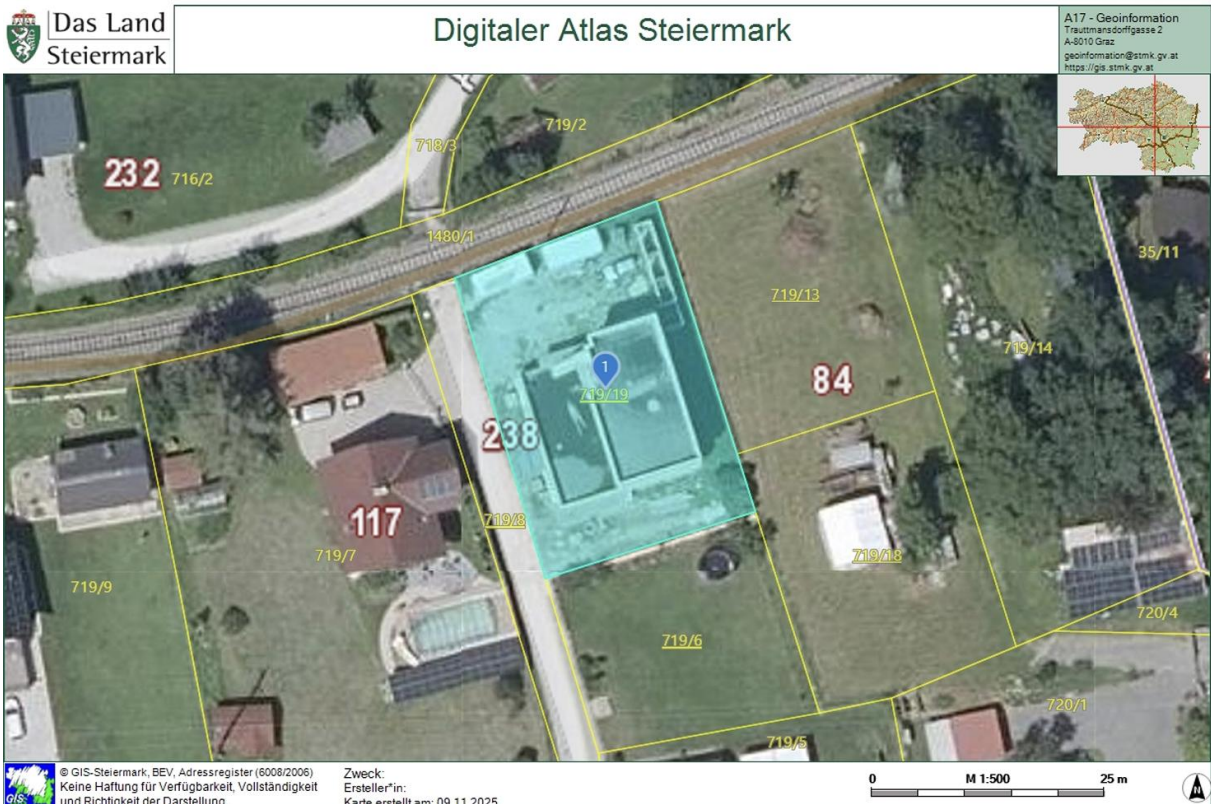 Das Land
Steiermark
Digitaler Atlas Steiermark
A17 - Geoinformation
Trauttmansdorffgasse 2
A-8010 Graz
geoinformation@stmk.gv.at
https://gis.stmk.gv.at
719/2
718/3
232 716/2
1480/1
35/11
719/13
719/14
1
719/19
84
238
117
719/8
719/7
719/18
719/9
720/4
719/6
720/1
719/5
GIS
© GIS-Steiermark, BEV, Adressregister (6008/2006)
Keine Haftung für Verfügbarkeit, Vollständigkeit
und Richtigkeit der Darstellung
Zweck:
Ersteller*in:
Karte erstellt am: 09.11.2025
0 M 1:500 25 m
N